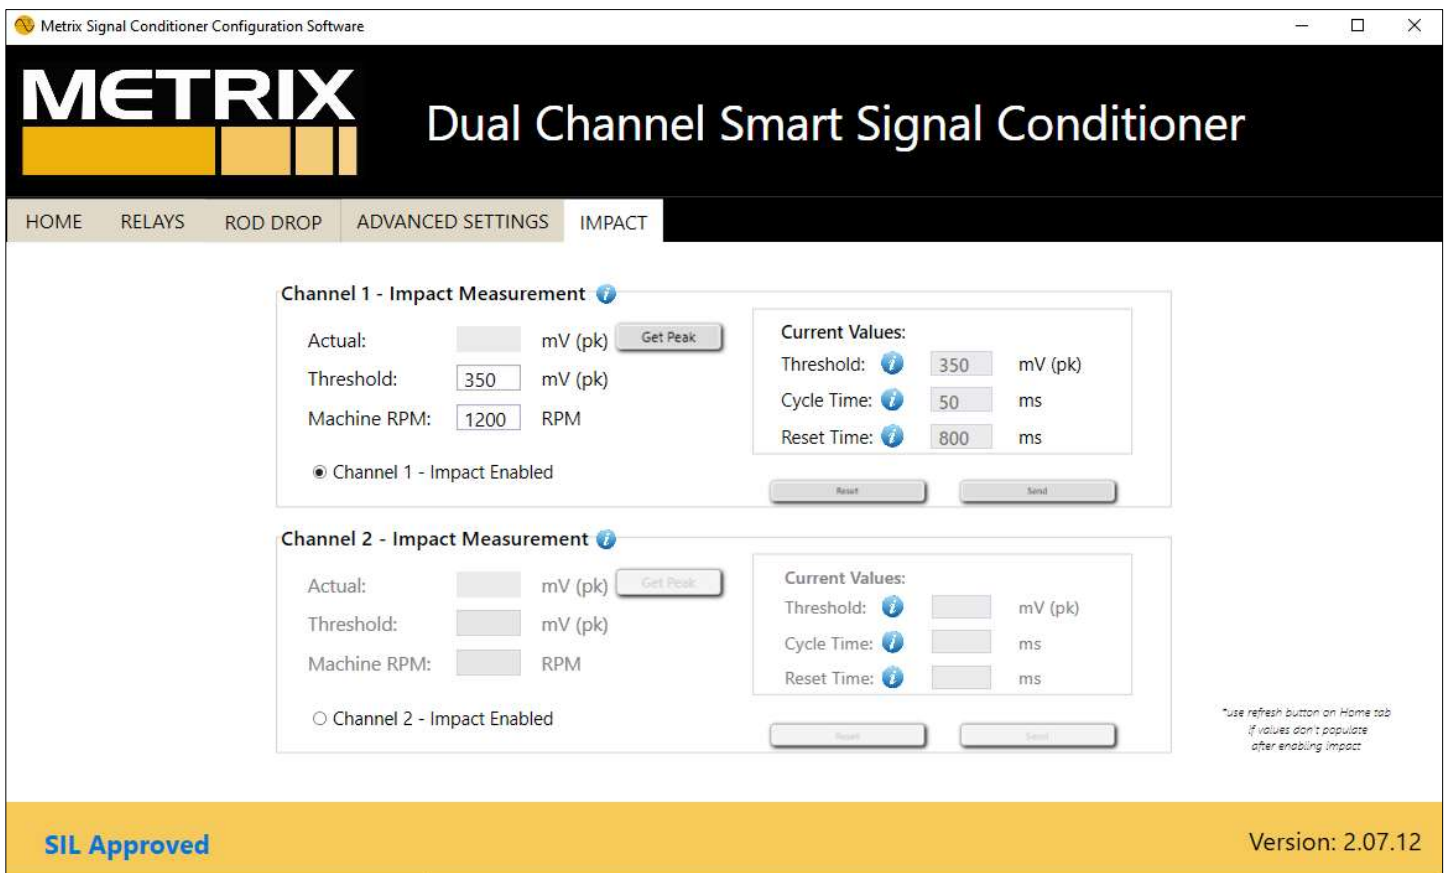 Metrix Signal Conditioner Configuration Software
METRIX
Dual Channel Smart Signal Conditioner
HOME RELAYS ROD DROP ADVANCED SETTINGS IMPACT
Channel 1 - Impact Measurement
Actual: mV (pk) Get Peak
Threshold: 350 mV (pk)
Machine RPM: 1200 RPM
Channel 1 - Impact Enabled
Current Values:
Threshold: 350 mV (pk)
Cycle Time: 50 ms
Reset Time: 800 ms
Reset Send
Channel 2 - Impact Measurement
Actual: mV (pk) Get Peak
Threshold: mV (pk)
Machine RPM: RPM
Channel 2 - Impact Enabled
Current Values:
Threshold: mV (pk)
Cycle Time: ms
Reset Time: ms
Reset Send
*use refresh button on Home tab
if values don't populate
after enabling impact
SIL Approved
Version: 2.07.12